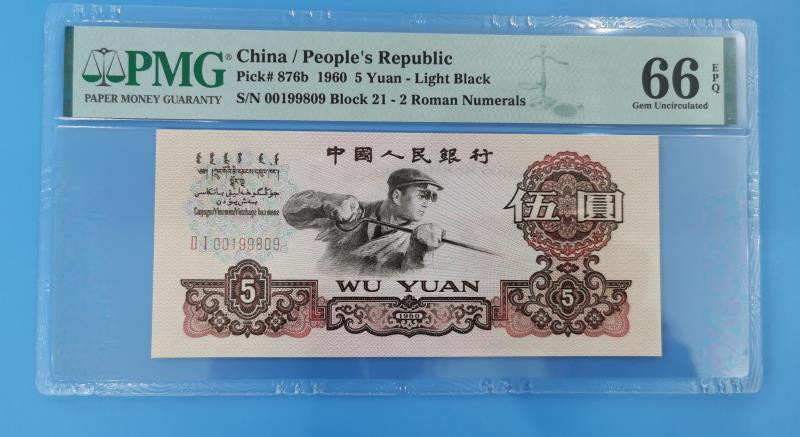 PMG®
PAPER MONEY GUARANTY
China / People's Republic
Pick# 876b 1960 5 Yuan - Light Black
S/N 00199809 Block 21 - 2 Roman Numerals
66 EPQ
Gem Uncirculated
中國人民銀行
伍圓
II I 00199809
5
WU YUAN
5
1960